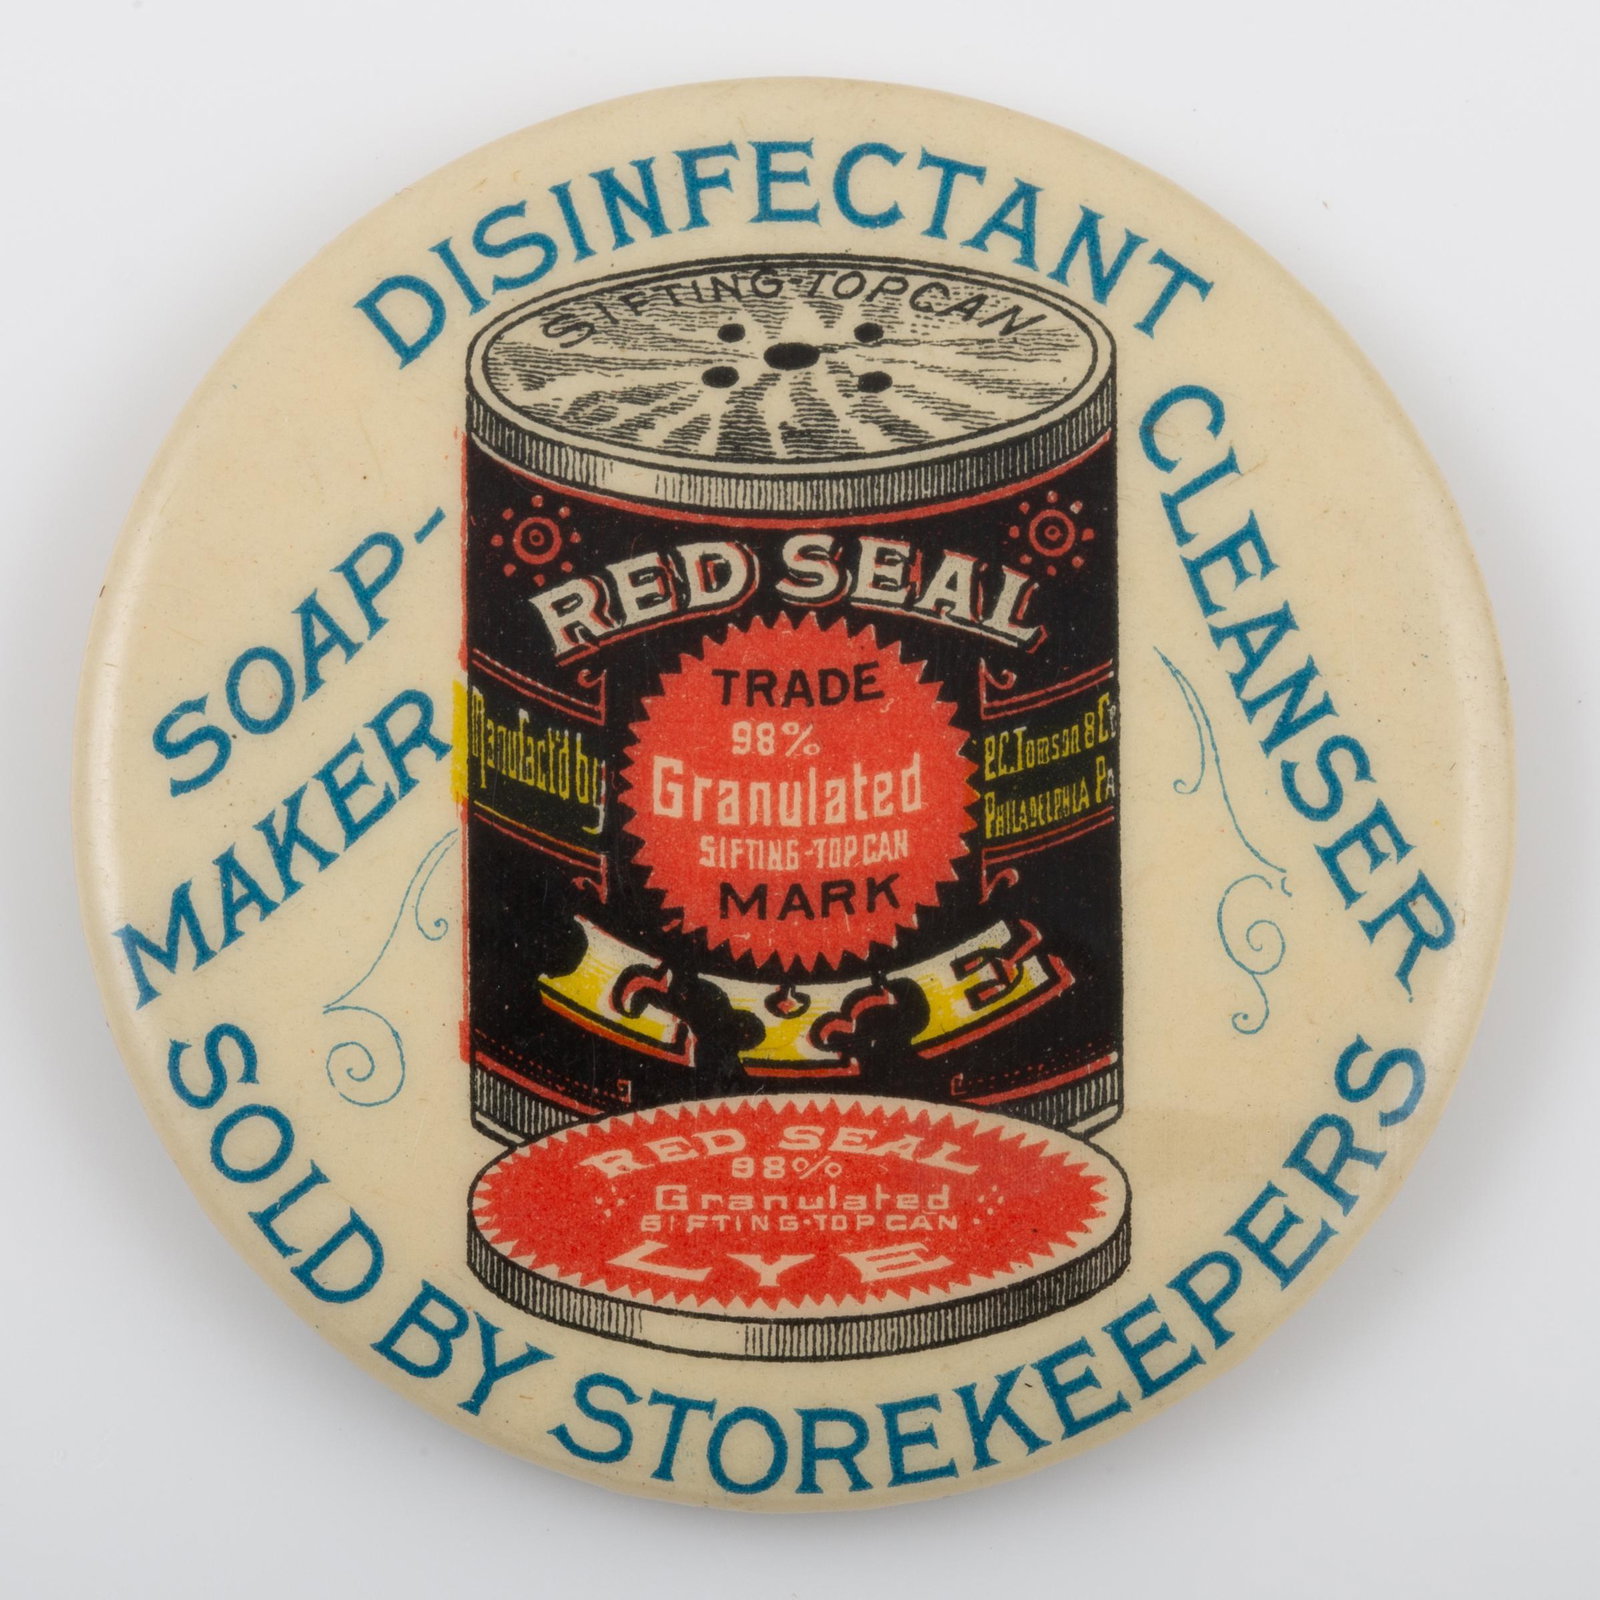 DISINFECTANT
CLEANSER
SOAP-
MAKER
SOLD BY STOREKEEPERS
SIFTING-TOP CAN
RED SEAL
TRADE
98%
Granulated
SIFTING-TOP CAN
MARK
Manufact'd by
P.C. Tomson & Co
PHILADELPHIA PA
LYE
RED SEAL
98%
Granulated
SIFTING-TOP CAN
LYE